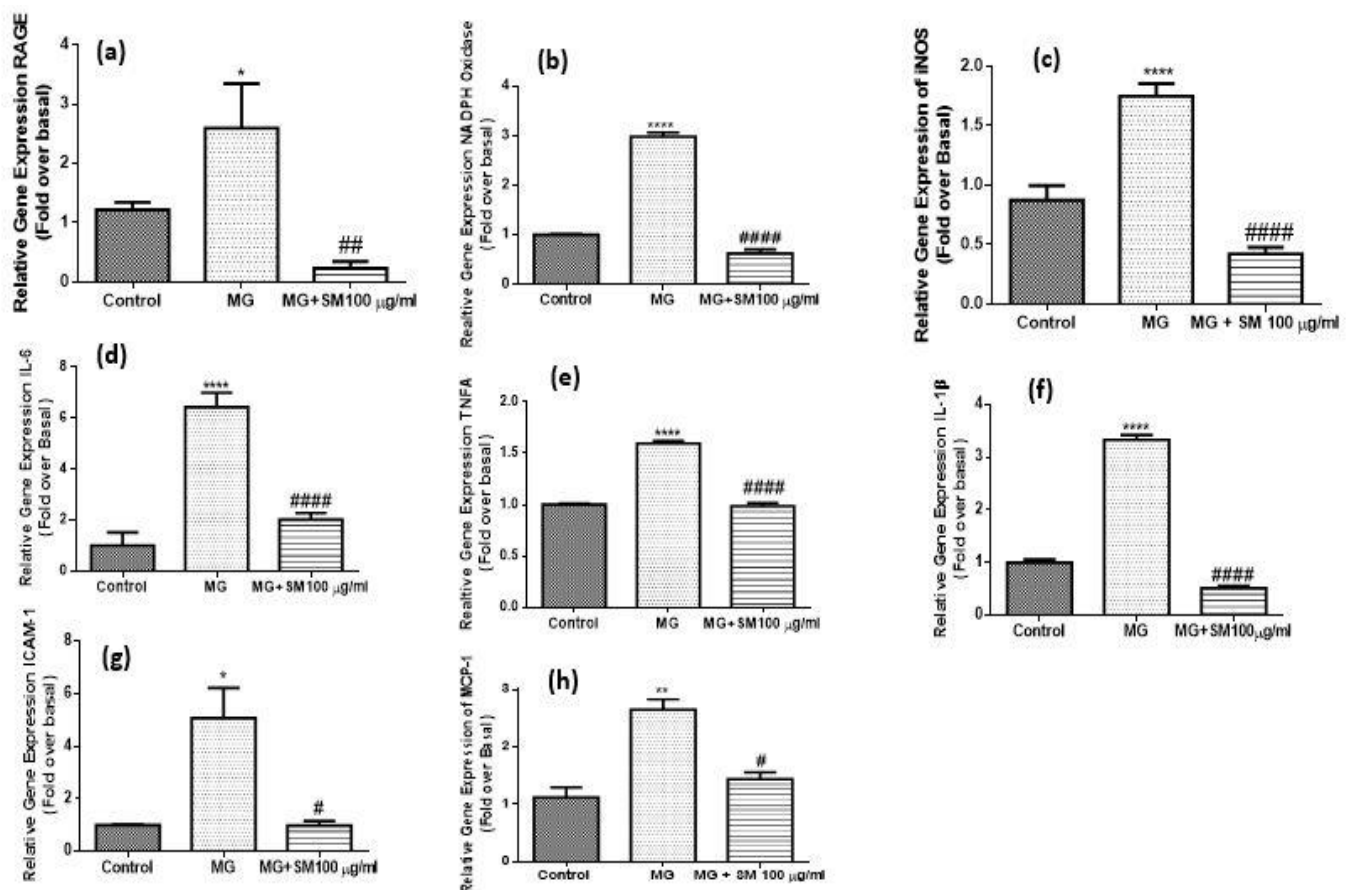 (a)
Relative Gene Expression RAGE
(Fold over basal)
4
3
2
1
0
*
##
Control MG MG+SM100 μg/ml
(b)
Realtive Gene Expression NADPH Oxidase
(Fold over basal)
4
3
2
1
0
****
####
Control MG MG+SM100 μg/ml
(c)
Relative Gene Expression of iNOS
(Fold over Basal)
2.0
1.5
1.0
0.5
0.0
****
####
Control MG MG + SM 100 μg/ml
(d)
Relative Gene Expression IL-6
(Fold over Basal)
8
6
4
2
0
****
####
Control MG MG+SM100 μg/ml
(e)
Realtive Gene Expression TNFA
(Fold over basal)
2.0
1.5
1.0
0.5
0.0
****
####
Control MG MG+SM100 μg/ml
(f)
Relative Gene Expression IL-1β
(Fold over basal)
4
3
2
1
0
****
####
Control MG MG+SM100μg/ml
(g)
Relative Gene Expression ICAM-1
(Fold over basal)
8
6
4
2
0
*
#
Control MG MG+SM100 μg/ml
(h)
Relative Gene Expression of MCP-1
(Fold over Basal)
3
2
1
0
**
#
Control MG MG + SM 100 μg/ml